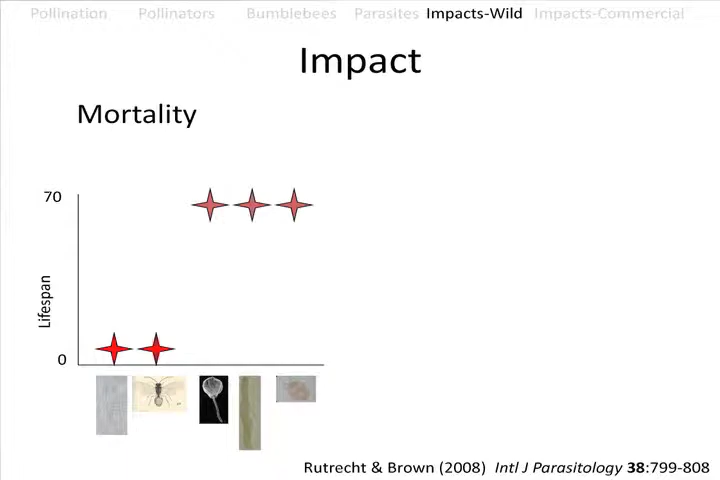 Pollination Pollinators Bumblebees Parasites Impacts-Wild Impacts-Commercial
Impact
Mortality
70
Lifespan
0
Rutrecht & Brown (2008) Intl J Parasitology 38:799-808